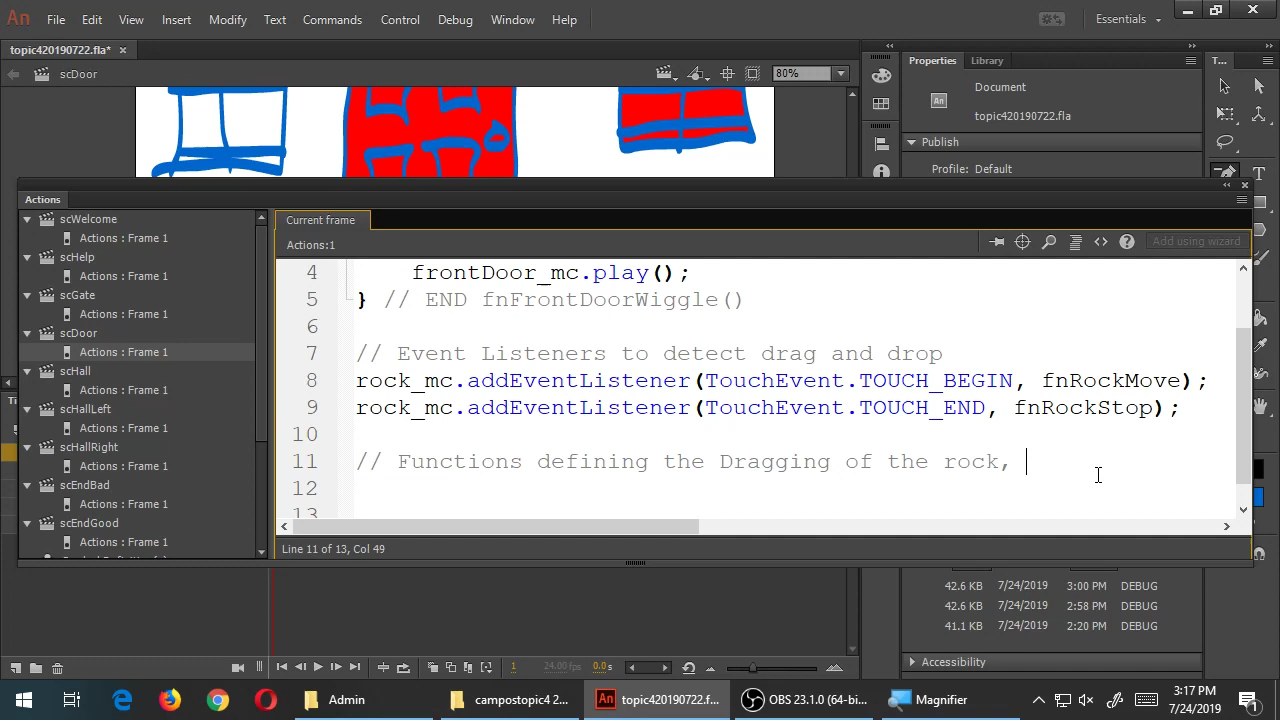 An File Edit View Insert Modify Text Commands Control Debug Window Help Essentials
topic420190722.fla* × Properties Library T...
scDoor 80% Document
An topic420190722.fla
Publish
Profile: Default
Actions
scWelcome Current frame
Actions : Frame 1 Actions:1 Add using wizard
scHelp
Actions : Frame 1
scGate
Actions : Frame 1
scDoor
Actions : Frame 1
scHall
Actions : Frame 1
scHallLeft
Actions : Frame 1
scHallRight
Actions : Frame 1
scEndBad
Actions : Frame 1
scEndGood
Actions : Frame 1
4 frontDoor_mc.play();
5 } // END fnFrontDoorWiggle()
6
7 // Event Listeners to detect drag and drop
8 rock_mc.addEventListener(TouchEvent.TOUCH_BEGIN, fnRockMove);
9 rock_mc.addEventListener(TouchEvent.TOUCH_END, fnRockStop);
10
11 // Functions defining the Dragging of the rock,
12
13
Line 11 of 13, Col 49
42.6 KB 7/24/2019 3:00 PM DEBUG
42.6 KB 7/24/2019 2:58 PM DEBUG
41.1 KB 7/24/2019 2:20 PM DEBUG
1 24.00 fps 0.0 s Accessibility
Admin campostopic4 2... An topic420190722.f... OBS 23.1.0 (64-bi... Magnifier 3:17 PM
7/24/2019
1